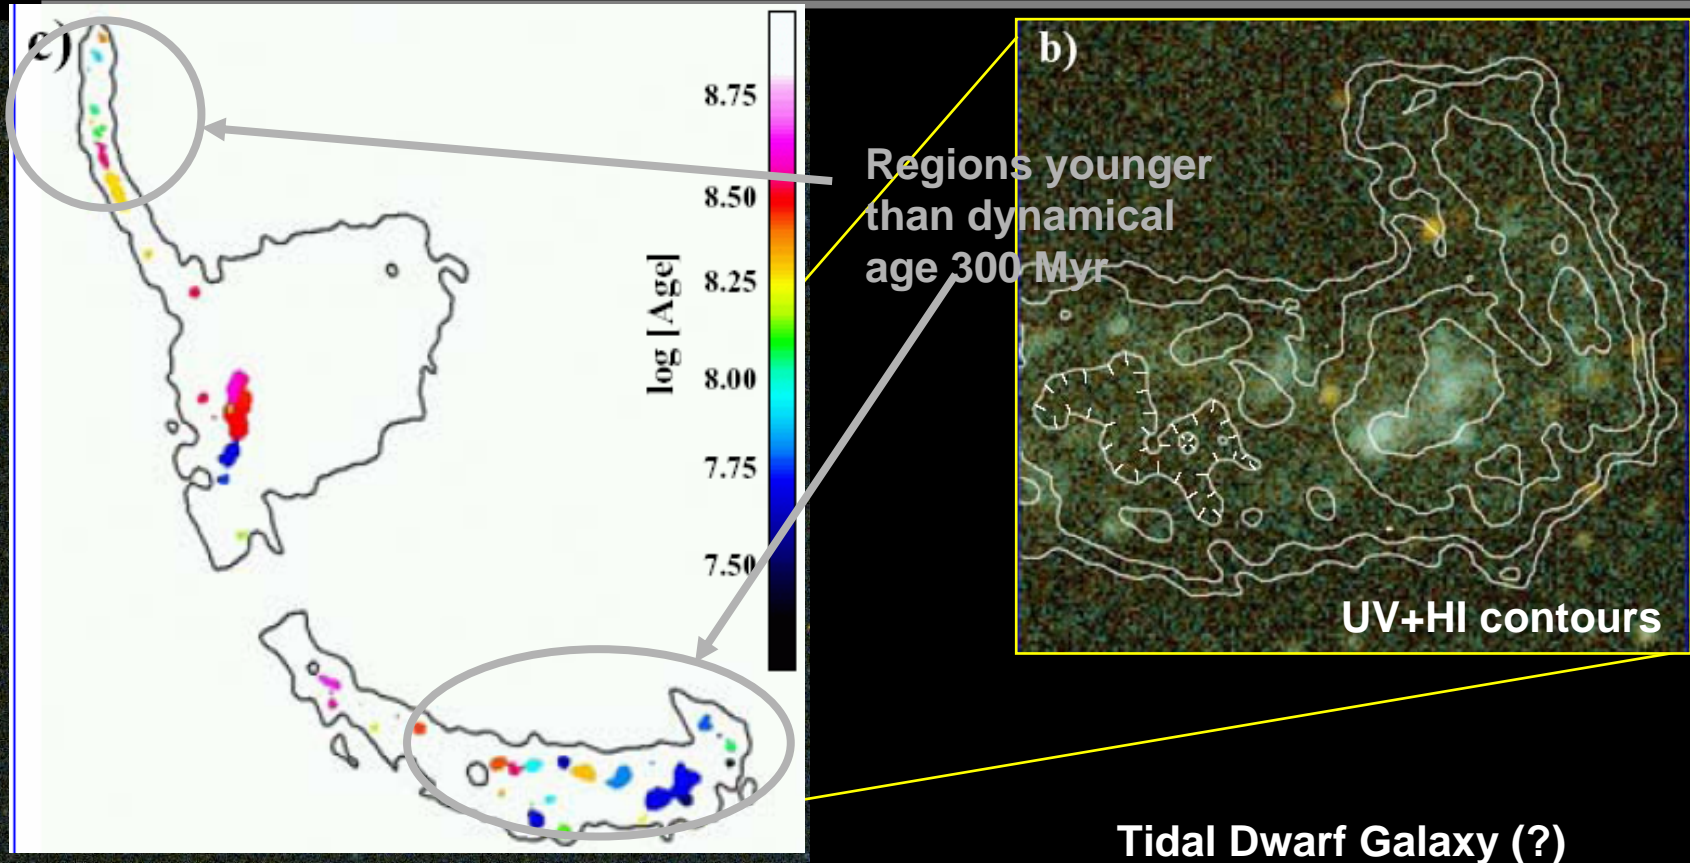 c)
8.75
8.50
8.25
8.00
7.75
7.50
log [Age]
Regions younger
than dynamical
age 300 Myr
b)
UV+HI contours
Tidal Dwarf Galaxy (?)